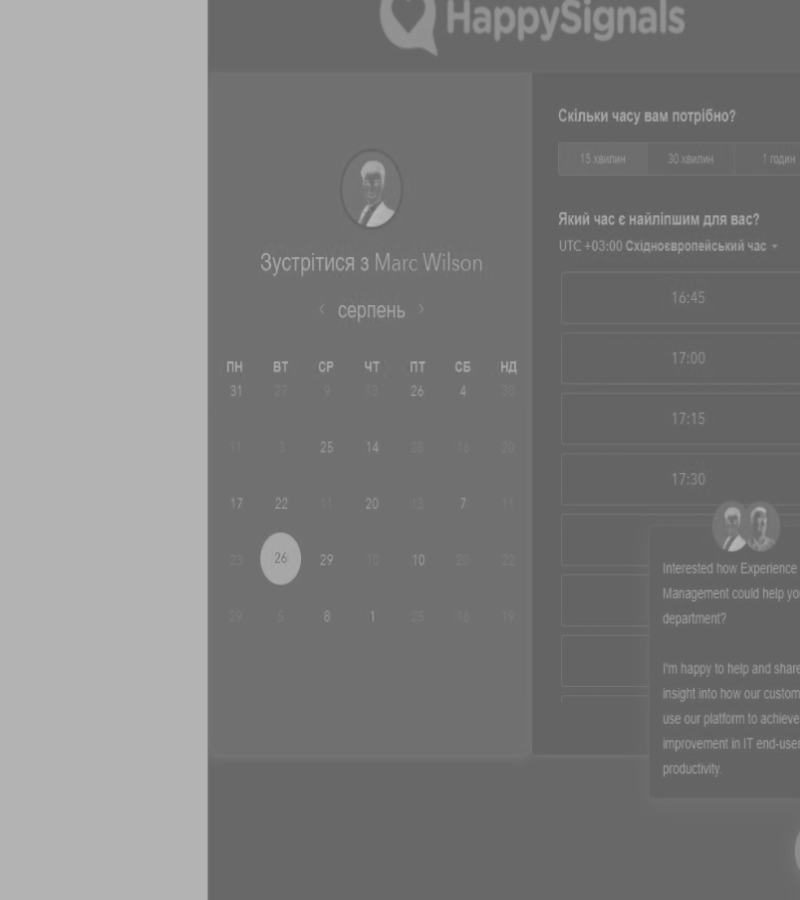 HappySignals
Зустрітися з Marc Wilson
‹ серпень ›
ПН ВТ СР ЧТ ПТ СБ НД
31 27 9 13 26 4 30
11 3 25 14 28 16 20
17 22 11 20 13 7 11
23 26 29 10 10 20 22
29 5 8 1 25 16 19
Скільки часу вам потрібно?
15 хвилин 30 хвилин 1 годин
Який час є найліпшим для вас?
UTC +03:00 Східноєвропейський час
16:45
17:00
17:15
17:30
Interested how Experience
Management could help you
department?
I'm happy to help and share
insight into how our custom
use our platform to achieve
improvement in IT end-user
productivity.